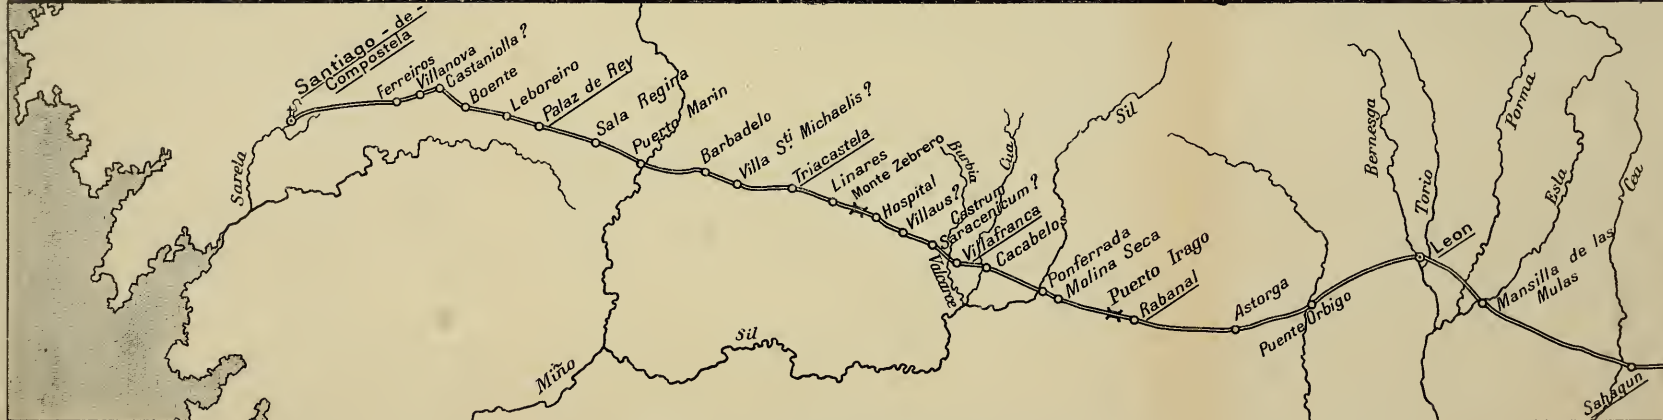 Santiago-de-
Compostela
Ferreiros
Villanova
Castaniolla?
Boente
Leboreiro
Palaz de Rey
Sala Regina
Puerto Marin
Barbadelo
Villa Sti Michaelis?
Triacastela
Linares
Monte Zebrero
Hospital
Villaus?
Castrum
Saracenicum?
Villafranca
Cacabelos
Ponferrada
Molina Seca
Puerto Irago
Rabanal
Astorga
Puente Orbigo
Leon
Mansilla de las
Mulas
Sahagun
Sarela
Miño
Sil
Valcarce
Burbia
Cua
Sil
Bernesga
Torio
Porma
Esla
Cea